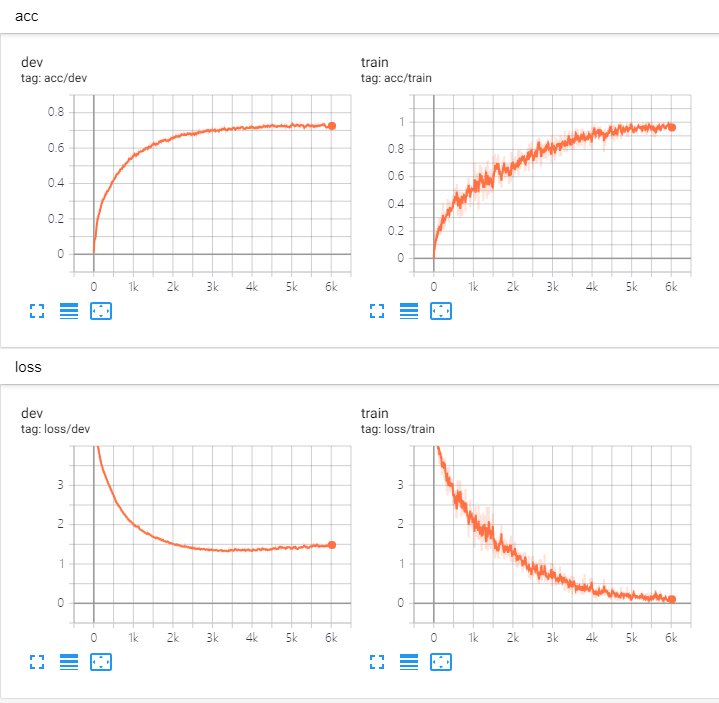 acc
dev
tag: acc/dev
train
tag: acc/train
0.8
0.6
0.4
0.2
0
0 1k 2k 3k 4k 5k 6k
1
0.8
0.6
0.4
0.2
0
0 1k 2k 3k 4k 5k 6k
loss
dev
tag: loss/dev
train
tag: loss/train
3
2
1
0
0 1k 2k 3k 4k 5k 6k
3
2
1
0
0 1k 2k 3k 4k 5k 6k